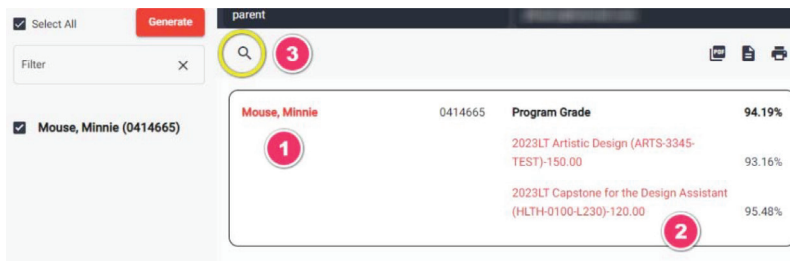 Select All
Generate
Filter
Mouse, Minnie (0414665)
parent
3
PDF
Mouse, Minnie
0414665
Program Grade
94.19%
1
2023LT Artistic Design (ARTS-3345-
TEST)-150.00
93.16%
2023LT Capstone for the Design Assistant
(HLTH-0100-L230)-120.00
95.48%
2